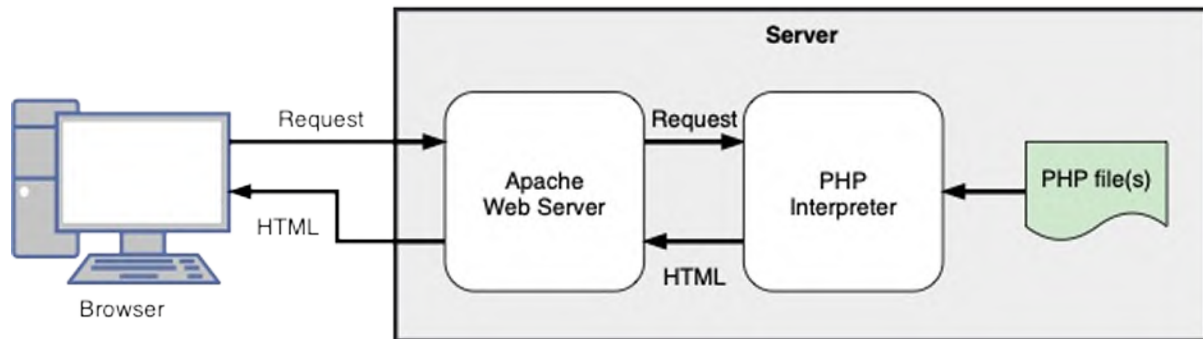 Server
Request
Request
Apache
Web Server
PHP
Interpreter
PHP file(s)
HTML
HTML
Browser